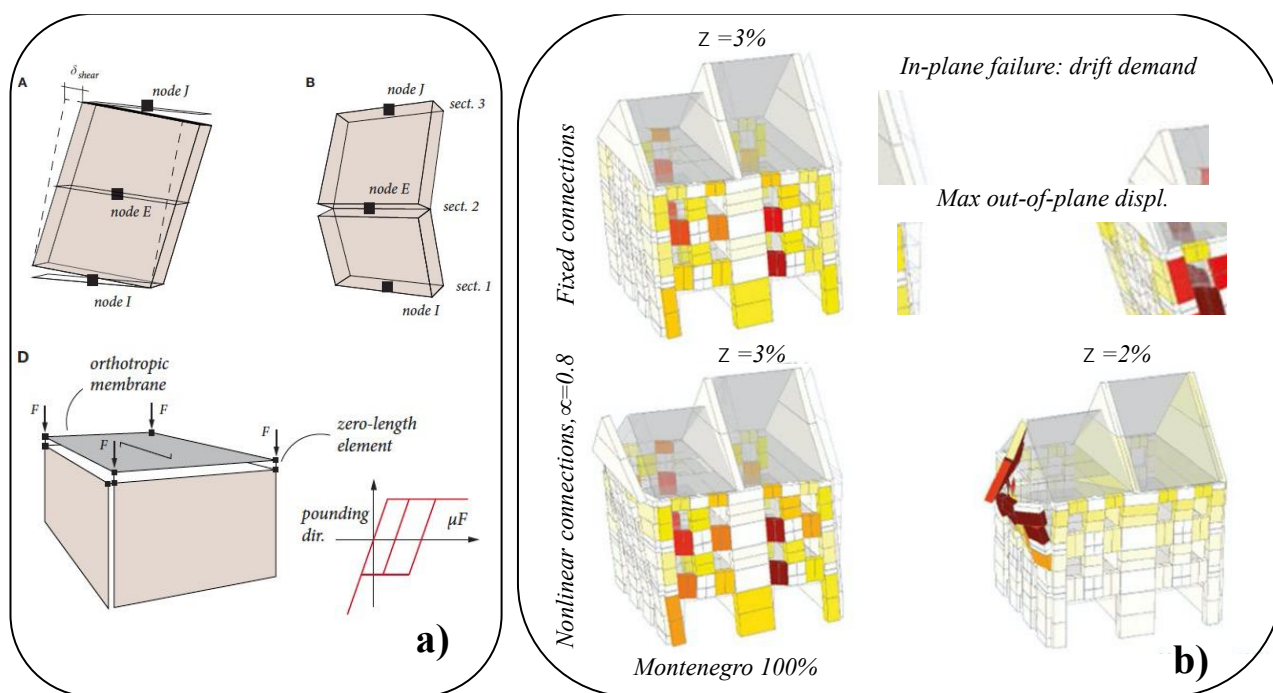 A
δshear
node J
node E
node I
B
node J
sect. 3
node E
sect. 2
sect. 1
node I
D
orthotropic
membrane
F
F
F
F
zero-length
element
pounding
dir.
μF
a)
Z =3%
In-plane failure: drift demand
Fixed connections
Max out-of-plane displ.
Z =3%
Z =2%
Nonlinear connections,∝=0.8
Montenegro 100%
b)